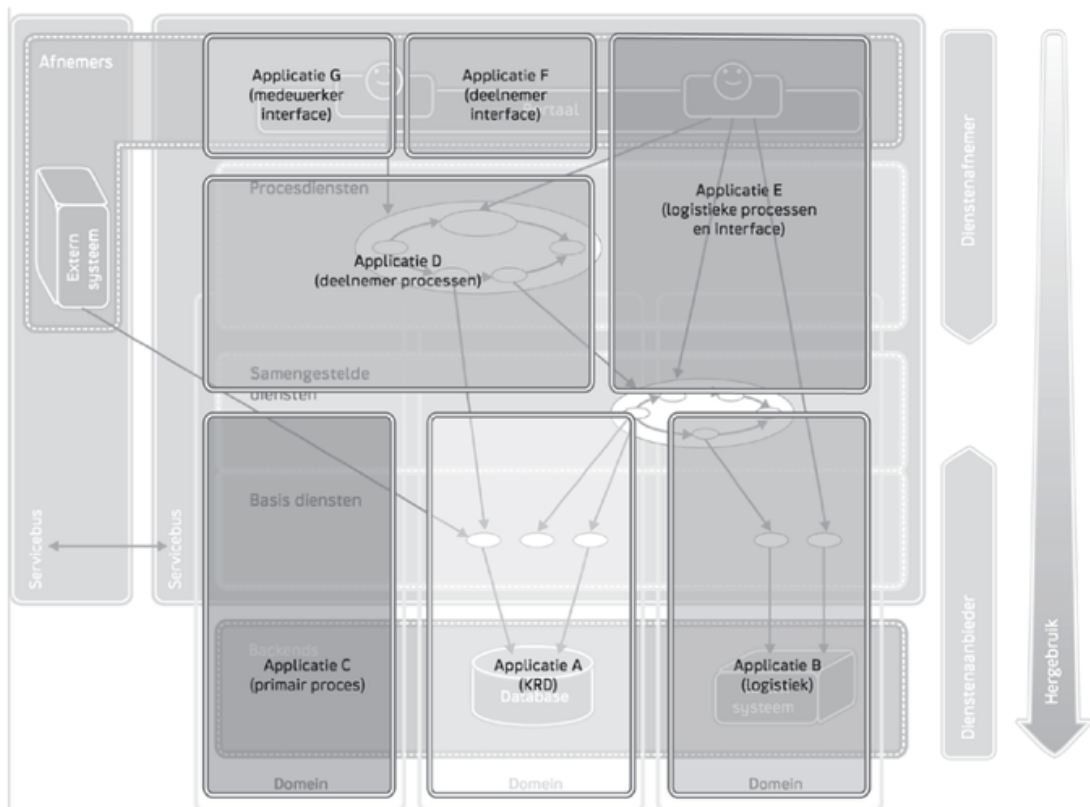 Afnemers
Applicatie G
(medewerker
interface)
Applicatie F
(deelnemer
interface)
Portaal
Applicatie E
(logistieke processen
en interface)
Procesdiensten
Extern
systeem
Applicatie D
(deelnemer processen)
Samengestelde
diensten
Basis diensten
Servicebus
Servicebus
Backends
Applicatie C
(primair proces)
Applicatie A
(KRD)
Database
Applicatie B
(logistiek)
systeem
Domein
Domein
Domein
Dienstenafnemer
Dienstenaanbieder
Hergebruik